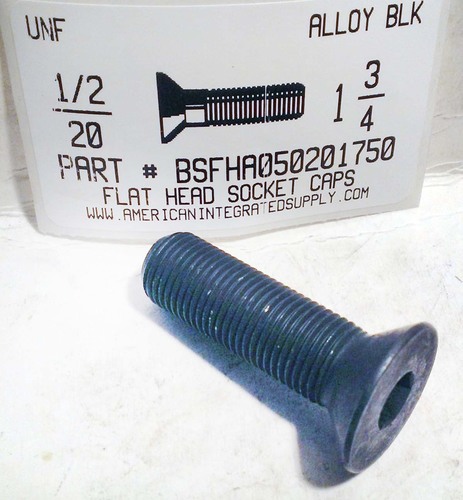 UNF ALLOY BLK
1/2 1 3
20 4
PART # BSFHA050201750
FLAT HEAD SOCKET CAPS
WWW.AMERICANINTEGRATEDSUPPLY.COM